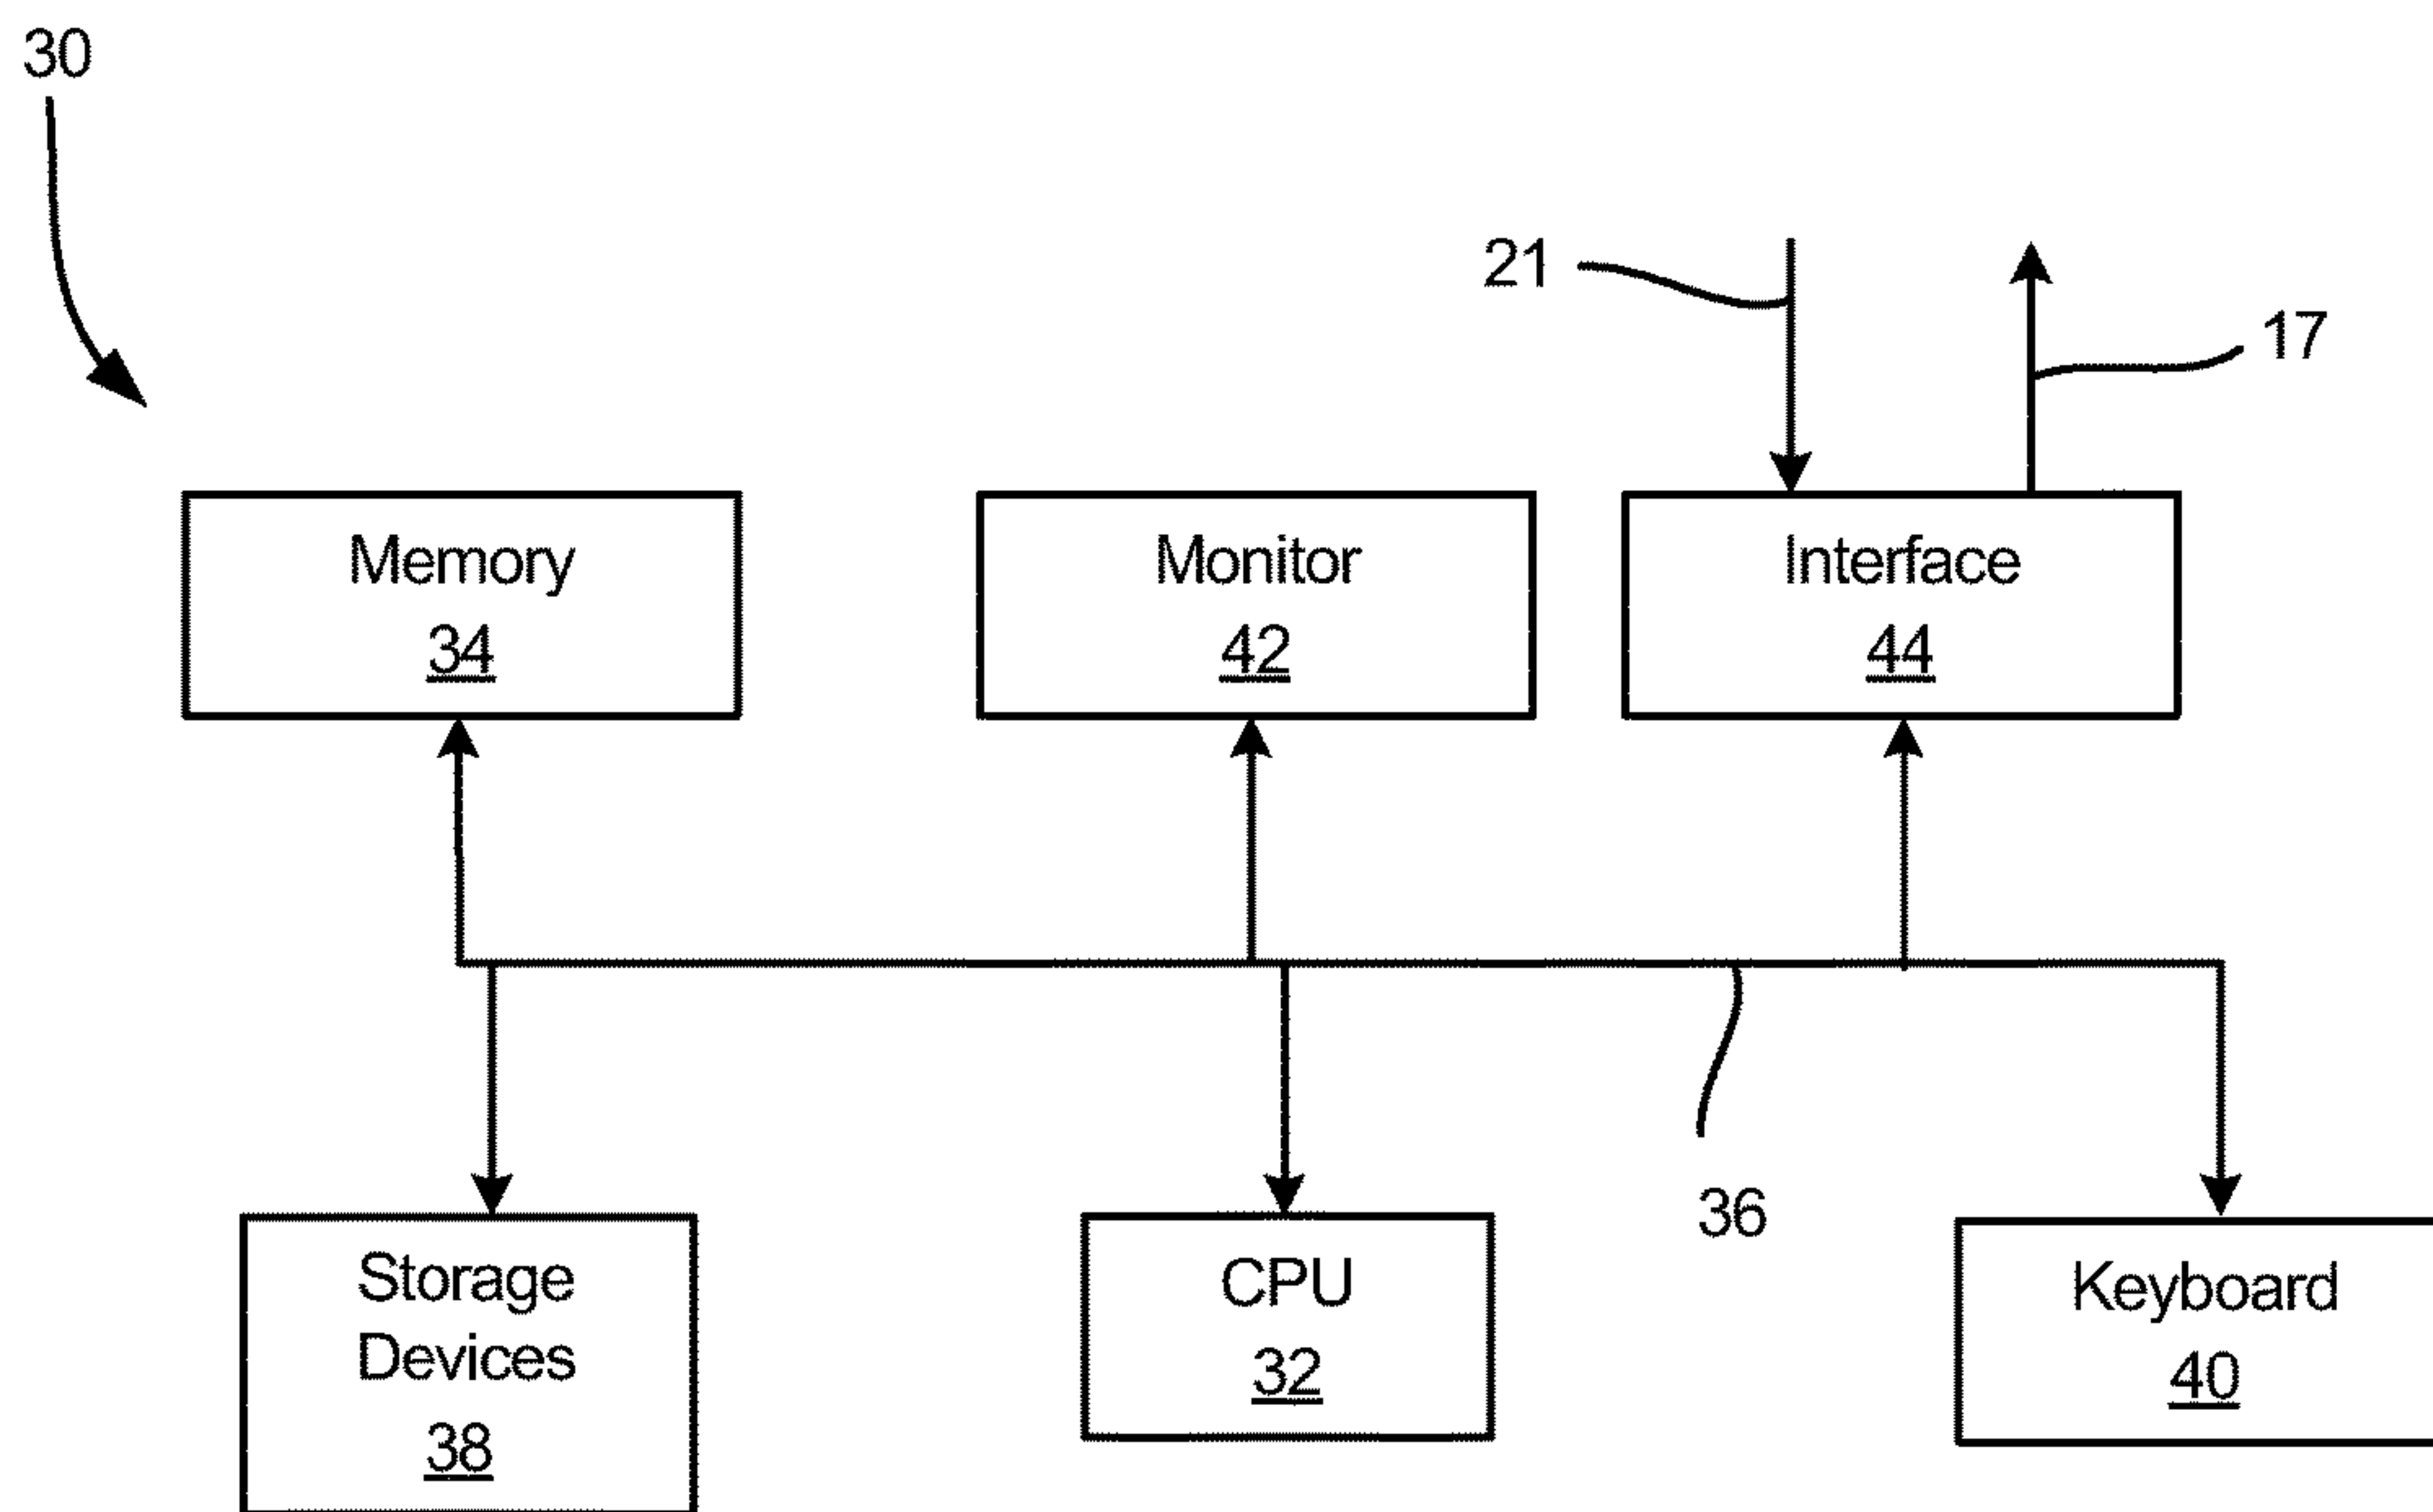 30
21
17
Memory
34
Monitor
42
Interface
44
36
Storage
Devices
38
CPU
32
Keyboard
40